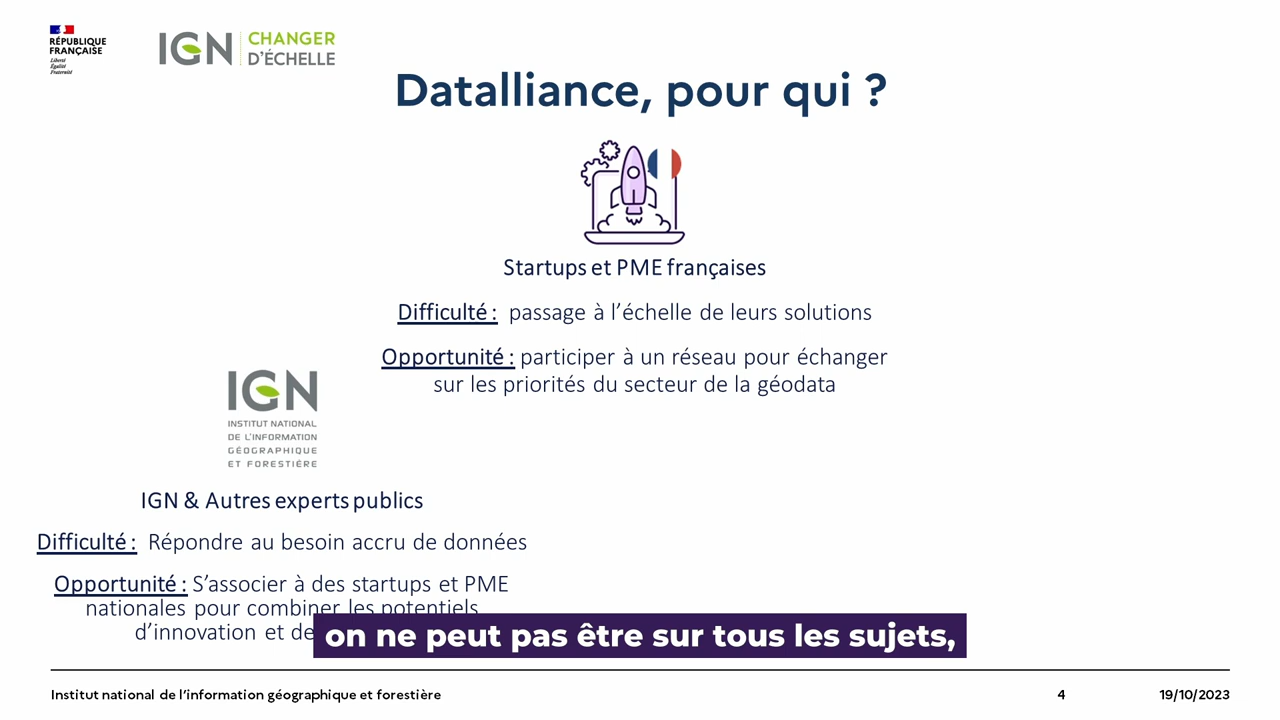 RÉPUBLIQUE
FRANÇAISE
Liberté
Égalité
Fraternité
IGN
CHANGER
D'ÉCHELLE
Datalliance, pour qui ?
Startups et PME françaises
Difficulté : passage à l'échelle de leurs solutions
Opportunité : participer à un réseau pour échanger
sur les priorités du secteur de la géodata
IGN
INSTITUT NATIONAL
DE L'INFORMATION
GÉOGRAPHIQUE
ET FORESTIÈRE
IGN & Autres experts publics
Difficulté : Répondre au besoin accru de données
Opportunité : S'associer à des startups et PME
nationales pour combiner les potentiels
d'innovation et de
on ne peut pas être sur tous les sujets,
Institut national de l'information géographique et forestière
4
19/10/2023